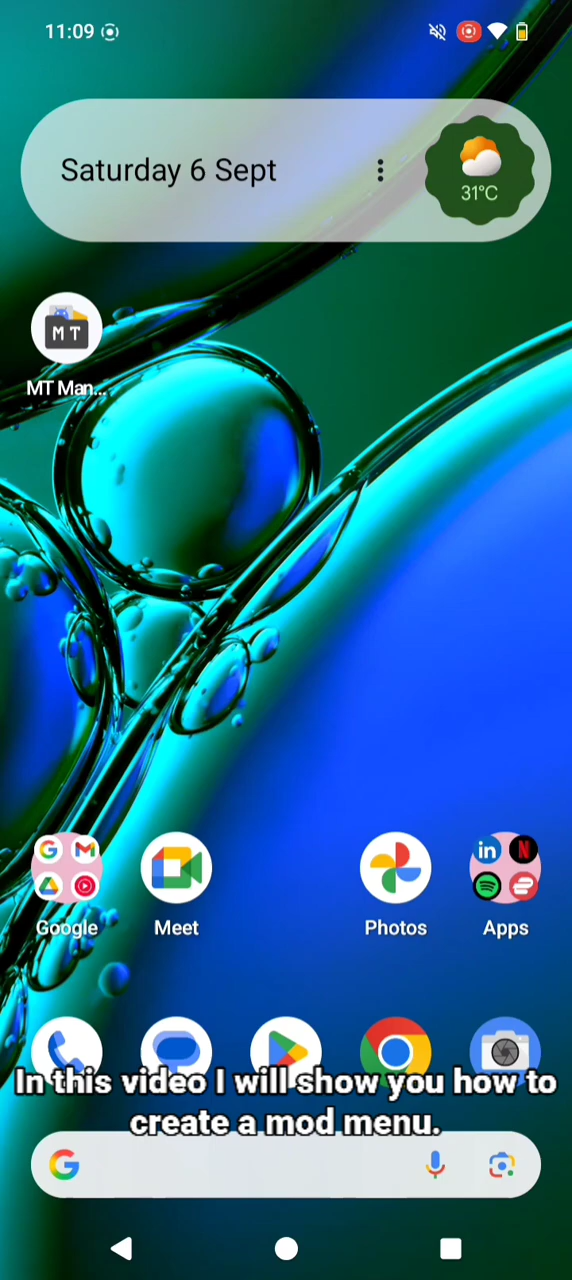 11:09
Saturday 6 Sept
31°C
MT
MT Man...
Google
Meet
Photos
Apps
In this video I will show you how to
create a mod menu.